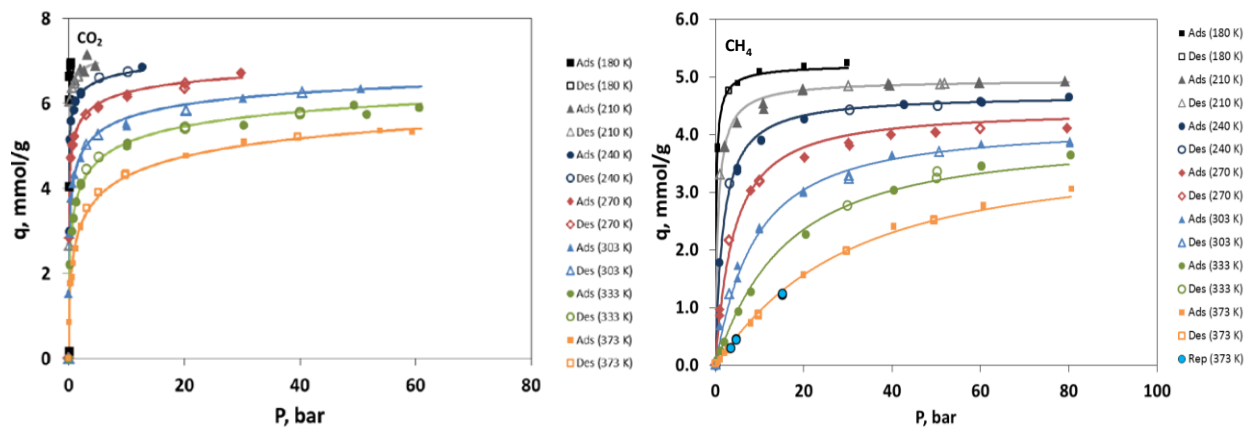 CO2
q, mmol/g
8
6
4
2
0
0 20 40 60 80
P, bar
Ads (180 K)
Des (180 K)
Ads (210 K)
Des (210 K)
Ads (240 K)
Des (240 K)
Ads (270 K)
Des (270 K)
Ads (303 K)
Des (303 K)
Ads (333 K)
Des (333 K)
Ads (373 K)
Des (373 K)
CH4
q, mmol/g
6.0
5.0
4.0
3.0
2.0
1.0
0.0
0 20 40 60 80 100
P, bar
Ads (180 K)
Des (180 K)
Ads (210 K)
Des (210 K)
Ads (240 K)
Des (240 K)
Ads (270 K)
Des (270 K)
Ads (303 K)
Des (303 K)
Ads (333 K)
Des (333 K)
Ads (373 K)
Des (373 K)
Rep (373 K)